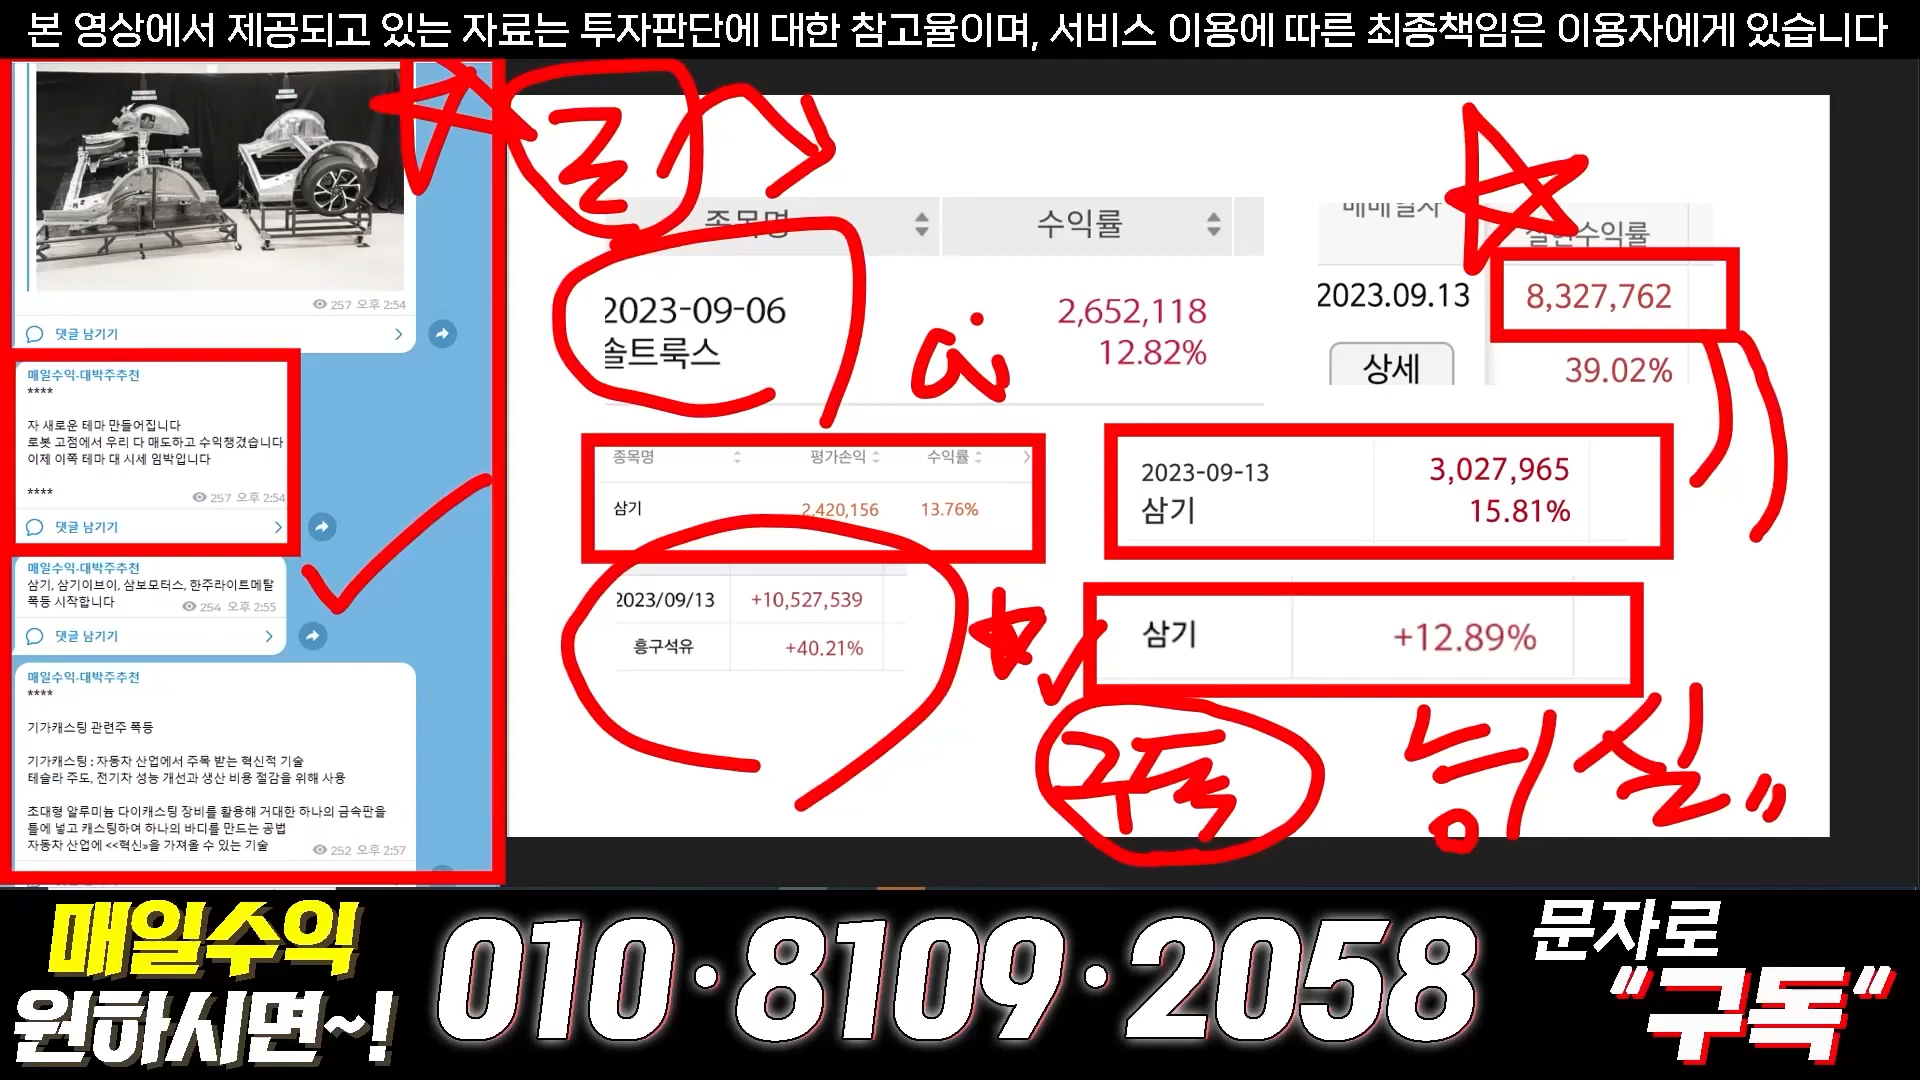 본 영상에서 제공되고 있는 자료는 투자판단에 대한 참고율이며, 서비스 이용에 따른 최종책임은 이용자에게 있습니다
257 오후 2:54
댓글 남기기
매일수익-대박주추천
****
자 새로운 테마 만들어집니다
로봇 고점에서 우리 다 매도하고 수익챙겼습니다
이제 이쪽 테마 대 시세 임박입니다
****
257 오후 2:54
댓글 남기기
매일수익-대박주추천
삼기, 삼기이브이, 삼보모터스, 한주라이트메탈
폭등 시작합니다
254 오후 2:55
댓글 남기기
매일수익-대박주추천
****
기가캐스팅 관련주 폭등
기가캐스팅 : 자동차 산업에서 주목 받는 혁신적 기술
테슬라 주도, 전기차 성능 개선과 생산 비용 절감을 위해 사용
초대형 알루미늄 다이캐스팅 장비를 활용해 거대한 하나의 금속판을
틀에 넣고 캐스팅하여 하나의 바디를 만드는 공법
자동차 산업에 <<혁신»을 가져올 수 있는 기술
252 오후 2:57
종목명 수익률
2023-09-06 2,652,118
솔트룩스 12.82%
ai
매매일자 실현수익률
2023.09.13 8,327,762
상세 39.02%
종목명 평가손익 수익률
삼기 2,420,156 13.76%
2023-09-13 3,027,965
삼기 15.81%
2023/09/13 +10,527,539
흥구석유 +40.21%
삼기 +12.89%
구독
매일수익
원하시면~!
010·8109·2058
문자로
"구독"